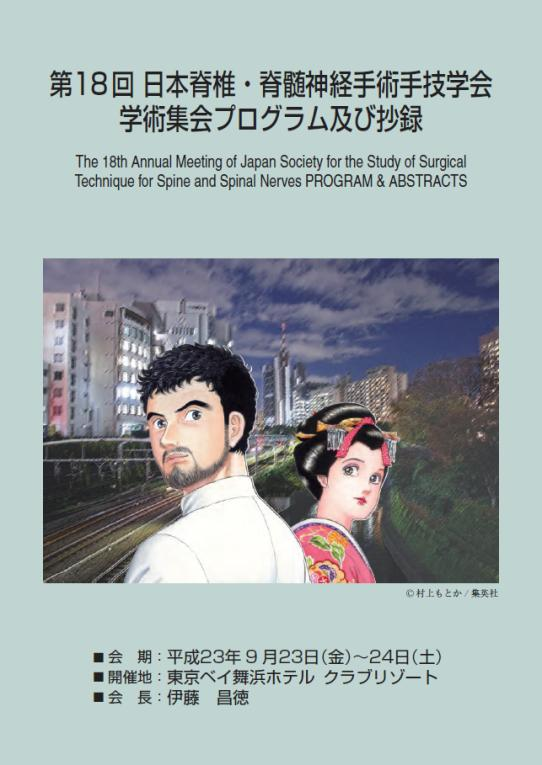 第18回 日本脊椎・脊髄神経手術手技学会
学術集会プログラム及び抄録
The 18th Annual Meeting of Japan Society for the Study of Surgical
Technique for Spine and Spinal Nerves PROGRAM & ABSTRACTS
©村上もとか / 集英社
■会　期：平成23年9月23日(金)～24日(土)
■開催地：東京ベイ舞浜ホテル クラブリゾート
■会　長：伊藤　昌徳